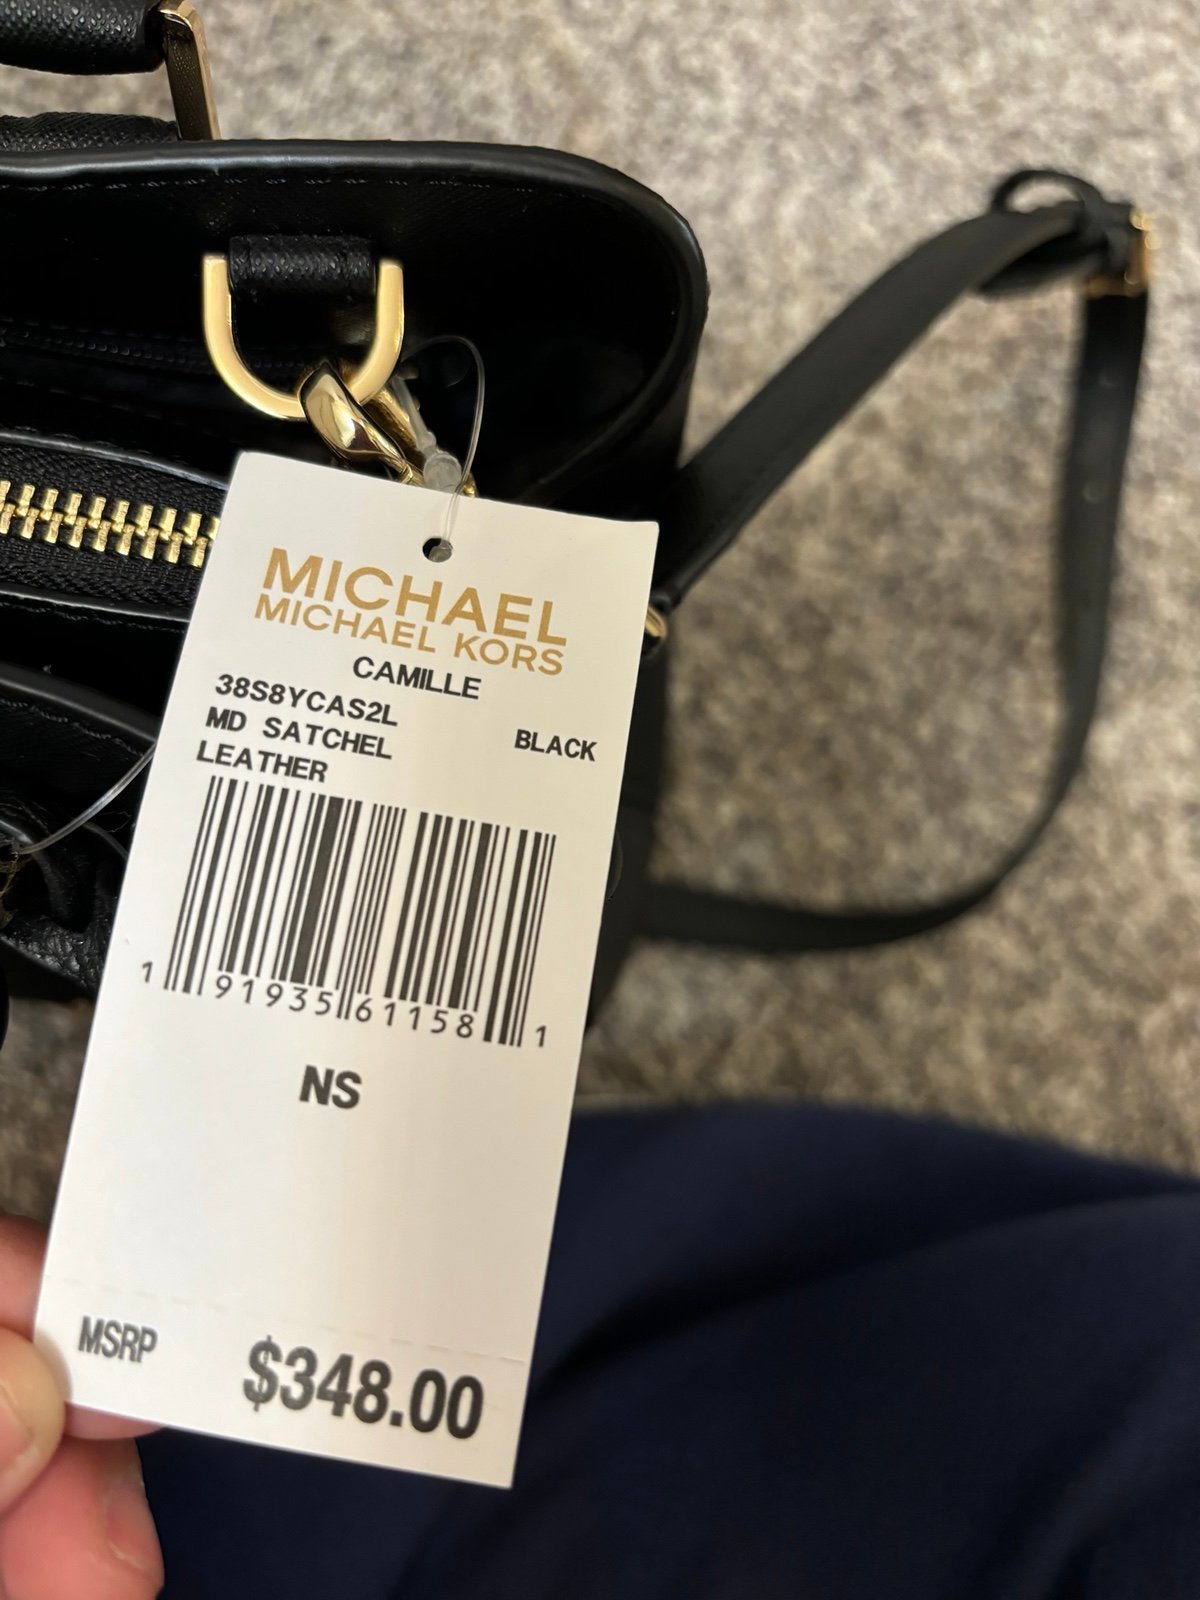 MICHAEL
MICHAEL KORS
CAMILLE
38S8YCAS2L
MD SATCHEL BLACK
LEATHER
1 91935 61158 1
NS
MSRP $348.00